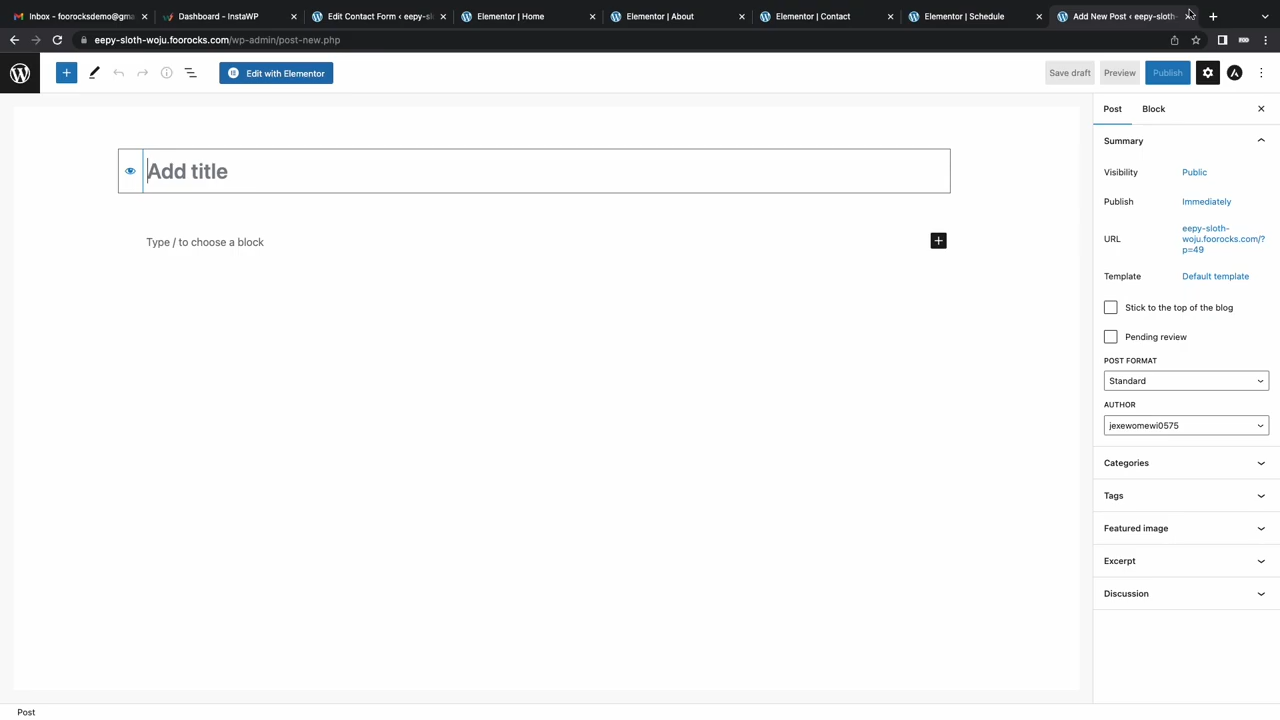 Inbox - foorocksdemo@gma
Dashboard - InstaWP
Edit Contact Form ‹ eepy-sl
Elementor | Home
Elementor | About
Elementor | Contact
Elementor | Schedule
Add New Post ‹ eepy-sloth-
eepy-sloth-woju.foorocks.com/wp-admin/post-new.php
Edit with Elementor
Save draft
Preview
Publish
Post
Block
Add title
Type / to choose a block
Summary
Visibility
Public
Publish
Immediately
URL
eepy-sloth-
woju.foorocks.com/?
p=49
Template
Default template
Stick to the top of the blog
Pending review
POST FORMAT
Standard
AUTHOR
jexewomewi0575
Categories
Tags
Featured image
Excerpt
Discussion
Post